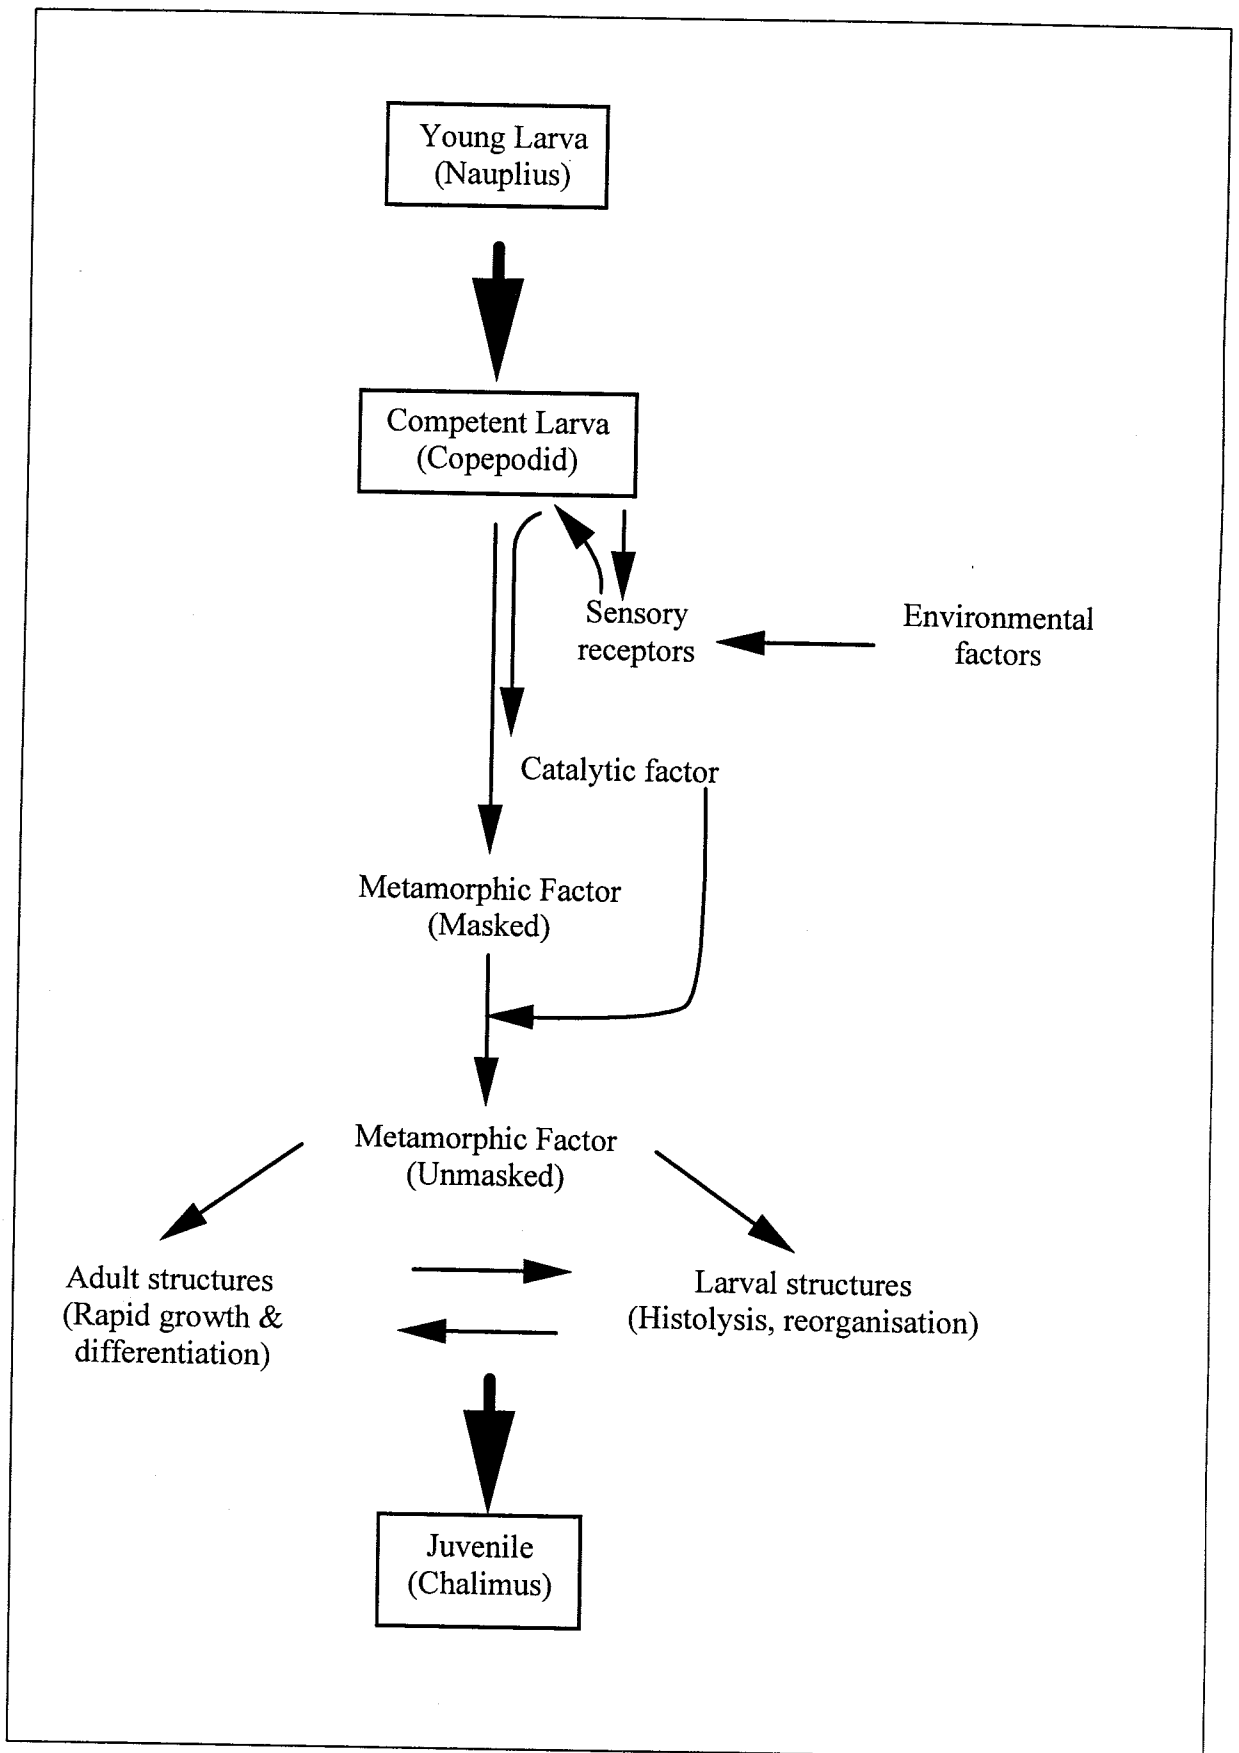 Young Larva
(Nauplius)
Competent Larva
(Copepodid)
Sensory
receptors
Environmental
factors
Catalytic factor
Metamorphic Factor
(Masked)
Metamorphic Factor
(Unmasked)
Adult structures
(Rapid growth &
differentiation)
Larval structures
(Histolysis, reorganisation)
Juvenile
(Chalimus)